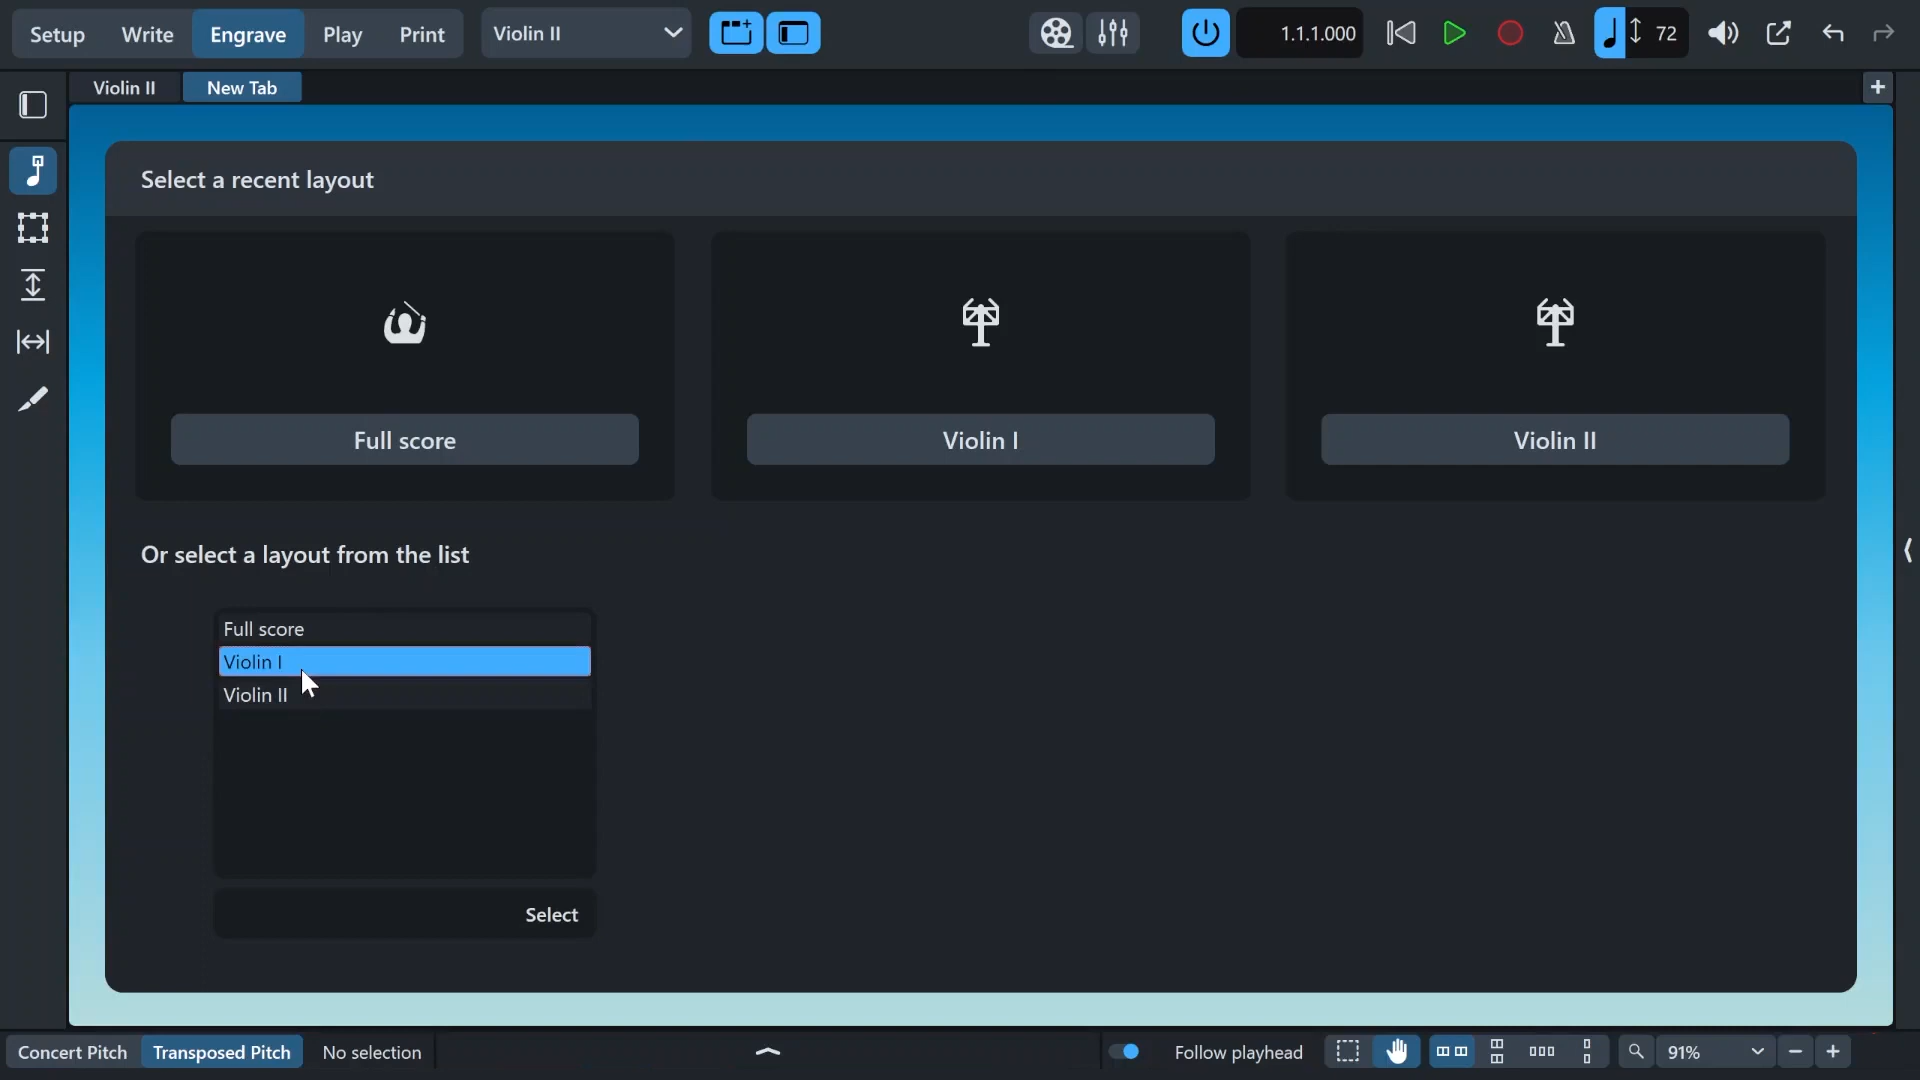 Setup Write Engrave Play Print Violin II 1.1.1.000 72
Violin II New Tab
Select a recent layout
Full score Violin I Violin II
Or select a layout from the list
Full score
Violin I
Violin II
Select
Concert Pitch Transposed Pitch No selection Follow playhead 91%